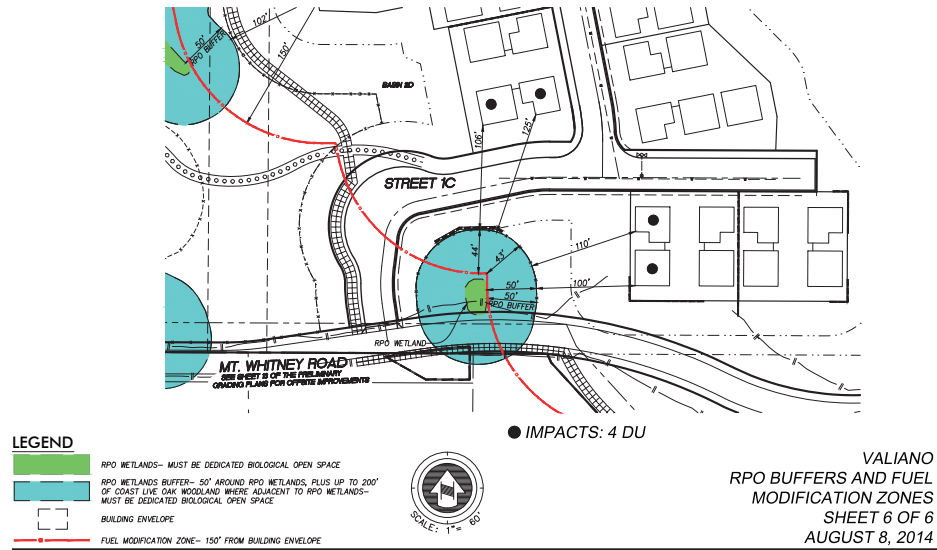 50'
RPO BUFFER
102'
150'
BASIN 2D
106'
125'
STREET 1C
44'
43'
110'
50'
100'
50'
RPO BUFFER
RPO WETLAND
MT. WHITNEY ROAD
SEE SHEET 13 OF THE PRELIMINARY
GRADING PLANS FOR OFFSITE IMPROVEMENTS
IMPACTS: 4 DU
LEGEND
RPO WETLANDS- MUST BE DEDICATED BIOLOGICAL OPEN SPACE
RPO WETLANDS BUFFER- 50' AROUND RPO WETLANDS, PLUS UP TO 200'
OF COAST LIVE OAK WOODLAND WHERE ADJACENT TO RPO WETLANDS-
MUST BE DEDICATED BIOLOGICAL OPEN SPACE
BUILDING ENVELOPE
FUEL MODIFICATION ZONE- 150' FROM BUILDING ENVELOPE
SCALE: 1"= 60'
VALIANO
RPO BUFFERS AND FUEL
MODIFICATION ZONES
SHEET 6 OF 6
AUGUST 8, 2014